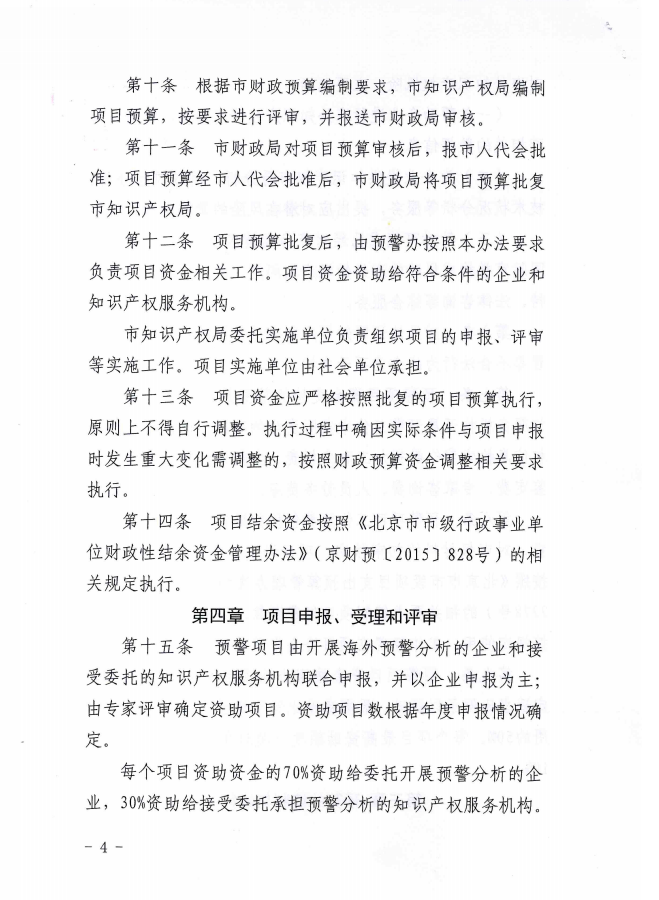 第十条　根据市财政预算编制要求，市知识产权局编制
项目预算，按要求进行评审，并报送市财政局审核。
第十一条　市财政局对项目预算审核后，报市人代会批
准；项目预算经市人代会批准后，市财政局将项目预算批复
市知识产权局。
第十二条　项目预算批复后，由预警办按照本办法要求
负责项目资金相关工作。项目资金资助给符合条件的企业和
知识产权服务机构。
市知识产权局委托实施单位负责组织项目的申报、评审
等实施工作。项目实施单位由社会单位承担。
第十三条　项目资金应严格按照批复的项目预算执行，
原则上不得自行调整。执行过程中确因实际条件与项目申报
时发生重大变化需调整的，按照财政预算资金调整相关要求
执行。
第十四条　项目结余资金按照《北京市市级行政事业单
位财政性结余资金管理办法》（京财预〔2015〕828号）的相
关规定执行。
第四章　项目申报、受理和评审
第十五条　预警项目由开展海外预警分析的企业和接
受委托的知识产权服务机构联合申报，并以企业申报为主；
由专家评审确定资助项目。资助项目数根据年度申报情况确
定。
每个项目资助资金的70%资助给委托开展预警分析的企
业，30%资助给接受委托承担预警分析的知识产权服务机构。
- 4 -